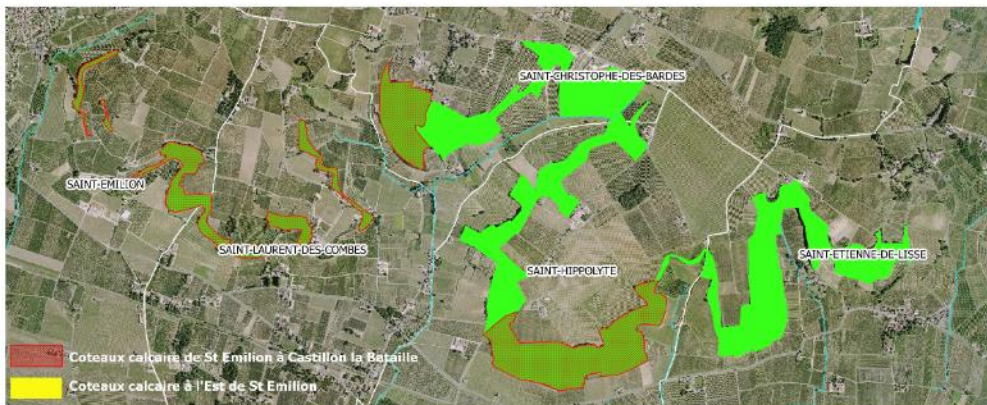 SAINT-CHRISTOPHE-DES-BARDES
SAINT-EMILION
SAINT-LAURENT-DES-COMBES
SAINT-HIPPOLYTE
SAINT-ETIENNE-DE-LISSE
Coteaux calcaire de St Emilion à Castillon la Bataille
Coteaux calcaire à l'Est de St Emilion